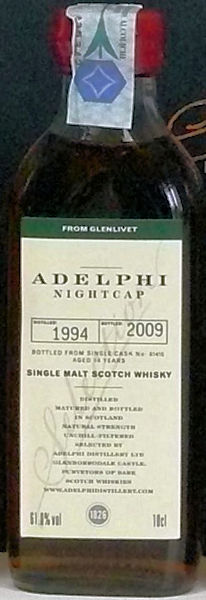 FROM GLENLIVET
ADELPHI
NIGHTCAP
DISTILLED: 1994 BOTTLED: 2009
BOTTLED FROM SINGLE CASK No
AGED 14 YEARS
SINGLE MALT SCOTCH WHISKY
DISTILLED
MATURED AND BOTTLED
IN SCOTLAND
NATURAL STRENGTH
UNCHILL-FILTERED
SELECTED BY
ADELPHI DISTILLERY LTD
GLENBORRODALE CASTLE.
PURVEYORS OF RARE
SCOTCH WHISKIES
WWW.ADELPHIDISTILLERY.COM
1826
10cl